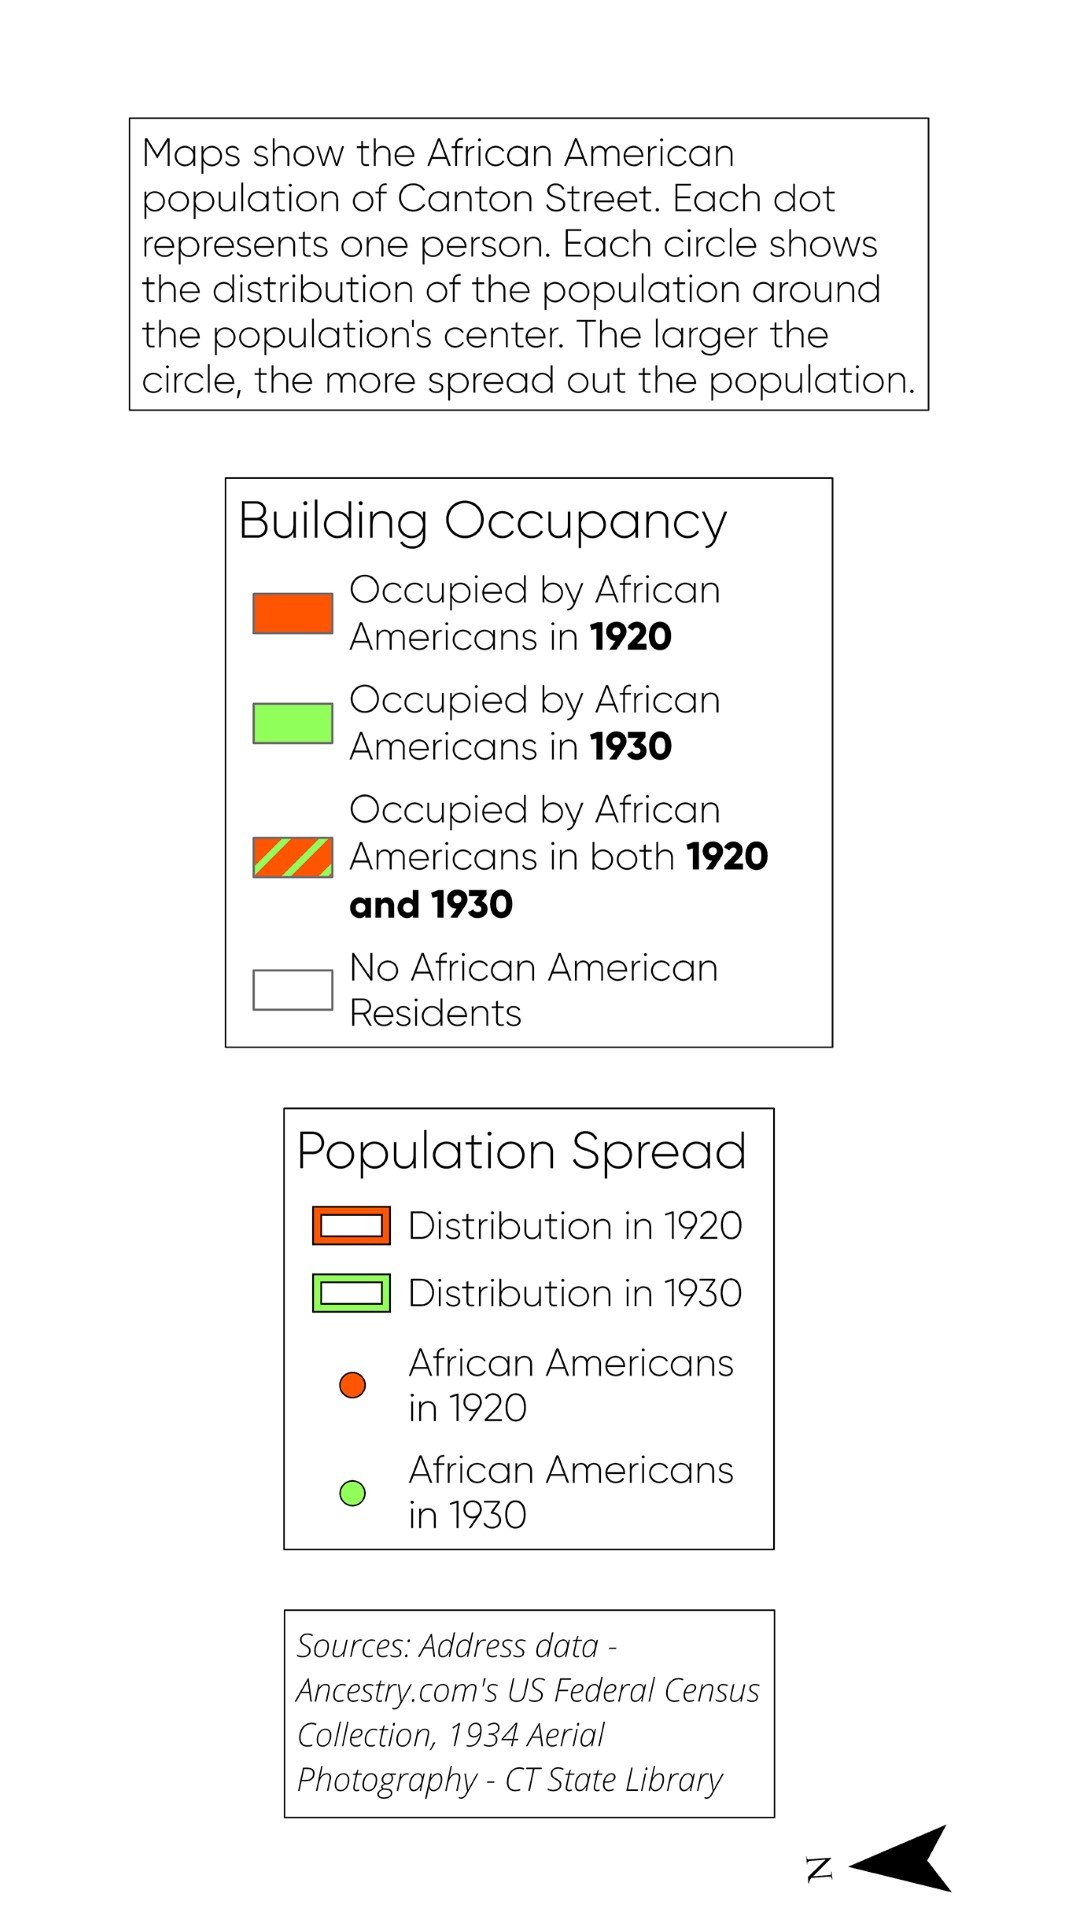 Maps show the African American
population of Canton Street. Each dot
represents one person. Each circle shows
the distribution of the population around
the population's center. The larger the
circle, the more spread out the population.
Building Occupancy
Occupied by African
Americans in 1920
Occupied by African
Americans in 1930
Occupied by African
Americans in both 1920
and 1930
No African American
Residents
Population Spread
Distribution in 1920
Distribution in 1930
African Americans
in 1920
African Americans
in 1930
Sources: Address data -
Ancestry.com's US Federal Census
Collection, 1934 Aerial
Photography - CT State Library
N